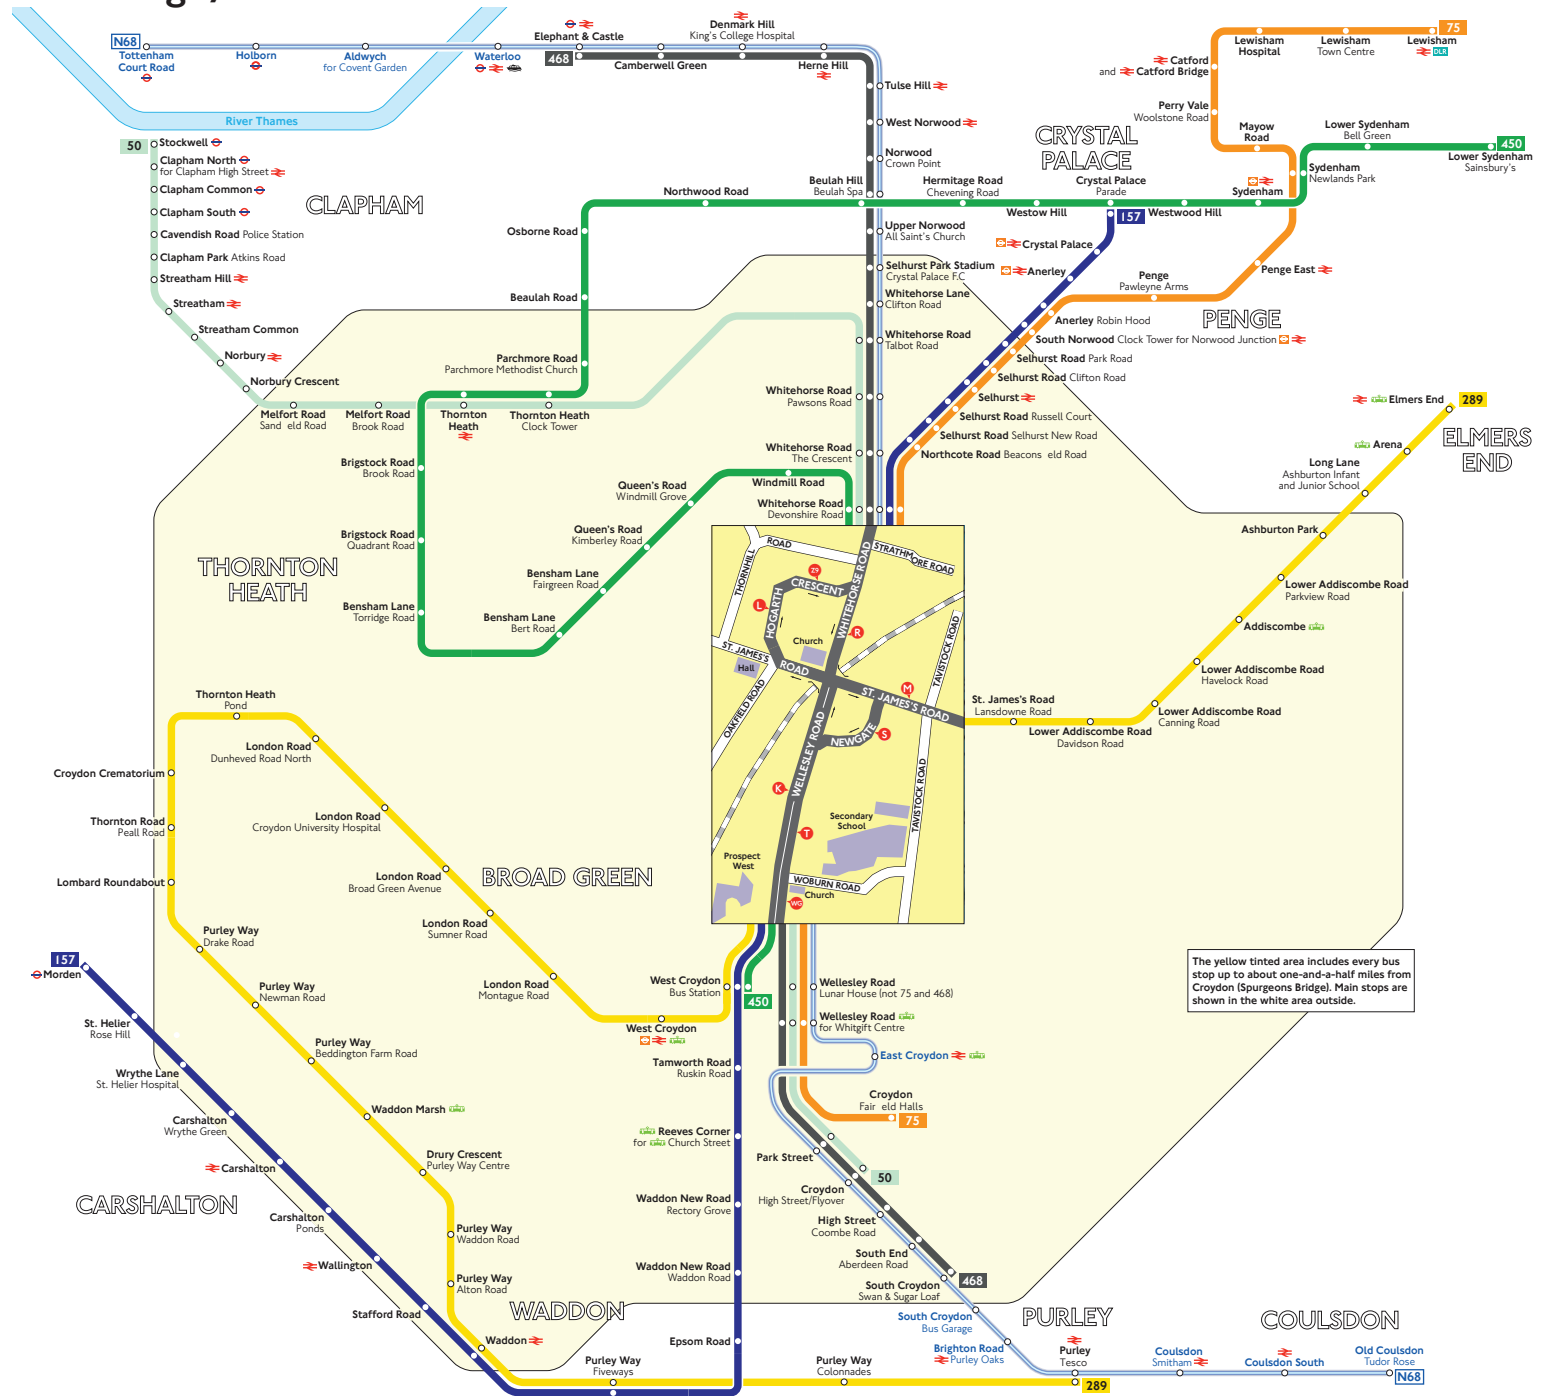 N68
Tottenham
Court Road
Holborn
Aldwych
for Covent Garden
Waterloo
Elephant & Castle
468
Camberwell Green
Denmark Hill
King's College Hospital
Herne Hill
Tulse Hill
West Norwood
Norwood
Crown Point
Beulah Hill
Beulah Spa
Upper Norwood
All Saint's Church
Selhurst Park Stadium
Crystal Palace F.C
Whitehorse Lane
Clifton Road
Whitehorse Road
Talbot Road
Whitehorse Road
Pawsons Road
Whitehorse Road
The Crescent
Whitehorse Road
Devonshire Road
River Thames
50
Stockwell
Clapham North
for Clapham High Street
Clapham Common
Clapham South
Cavendish Road Police Station
Clapham Park Atkins Road
Streatham Hill
Streatham
Streatham Common
Norbury
Norbury Crescent
Melfort Road
Sand eld Road
Melfort Road
Brook Road
Thornton
Heath
Thornton Heath
Clock Tower
CLAPHAM
Northwood Road
Osborne Road
Beaulah Road
Parchmore Road
Parchmore Methodist Church
Brigstock Road
Brook Road
Brigstock Road
Quadrant Road
Bensham Lane
Torridge Road
Bensham Lane
Bert Road
Bensham Lane
Fairgreen Road
Queen's Road
Kimberley Road
Queen's Road
Windmill Grove
Windmill Road
THORNTON
HEATH
CRYSTAL
PALACE
Hermitage Road
Chevening Road
Westow Hill
Crystal Palace
Parade
157
Westwood Hill
Sydenham
Sydenham
Newlands Park
Lower Sydenham
Bell Green
450
Lower Sydenham
Sainsbury's
75
Lewisham
Lewisham
Town Centre
Lewisham
Hospital
DLR
Catford
and Catford Bridge
Perry Vale
Woolstone Road
Mayow
Road
Crystal Palace
Anerley
Penge
Pawleyne Arms
Penge East
PENGE
Anerley Robin Hood
South Norwood Clock Tower for Norwood Junction
Selhurst Road Park Road
Selhurst Road Clifton Road
Selhurst
Selhurst Road Russell Court
Selhurst Road Selhurst New Road
Northcote Road Beacons eld Road
Elmers End
289
ELMERS
END
Arena
Long Lane
Ashburton Infant
and Junior School
Ashburton Park
Lower Addiscombe Road
Parkview Road
Addiscombe
Lower Addiscombe Road
Havelock Road
Lower Addiscombe Road
Canning Road
Lower Addiscombe Road
Davidson Road
St. James's Road
Lansdowne Road
THORNHILL
ROAD
STRATHMORE ROAD
HOGARTH
CRESCENT
WHITEHORSE ROAD
Z9
L
R
Church
ST. JAMES'S
ROAD
Hall
OAKFIELD ROAD
TAVISTOCK ROAD
M
ST. JAMES'S ROAD
NEWGATE
S
WELLESLEY ROAD
K
T
TAVISTOCK ROAD
Secondary
School
Prospect
West
WOBURN ROAD
Church
WG
Thornton Heath
Pond
London Road
Dunheved Road North
Croydon Crematorium
London Road
Croydon University Hospital
Thornton Road
Peall Road
London Road
Broad Green Avenue
BROAD GREEN
Lombard Roundabout
London Road
Sumner Road
Purley Way
Drake Road
London Road
Montague Road
Purley Way
Newman Road
West Croydon
West Croydon
Bus Station
450
Purley Way
Beddington Farm Road
Waddon Marsh
Drury Crescent
Purley Way Centre
Purley Way
Waddon Road
Purley Way
Alton Road
WADDON
Waddon
Purley Way
Fiveways
Purley Way
Colonnades
289
157
Morden
St. Helier
Rose Hill
Wrythe Lane
St. Helier Hospital
Carshalton
Wrythe Green
Carshalton
CARSHALTON
Carshalton
Ponds
Wallington
Stafford Road
Tamworth Road
Ruskin Road
Reeves Corner
for Church Street
Waddon New Road
Rectory Grove
Waddon New Road
Waddon Road
Epsom Road
Wellesley Road
Lunar House (not 75 and 468)
Wellesley Road
for Whitgift Centre
East Croydon
Croydon
Fair eld Halls
75
Park Street
50
Croydon
High Street/Flyover
High Street
Coombe Road
South End
Aberdeen Road
South Croydon
Swan & Sugar Loaf
468
South Croydon
Bus Garage
Brighton Road
Purley Oaks
PURLEY
Purley
Tesco
COULSDON
Coulsdon
Smitham
Coulsdon South
Old Coulsdon
Tudor Rose
N68
The yellow tinted area includes every bus
stop up to about one-and-a-half miles from
Croydon (Spurgeons Bridge). Main stops are
shown in the white area outside.